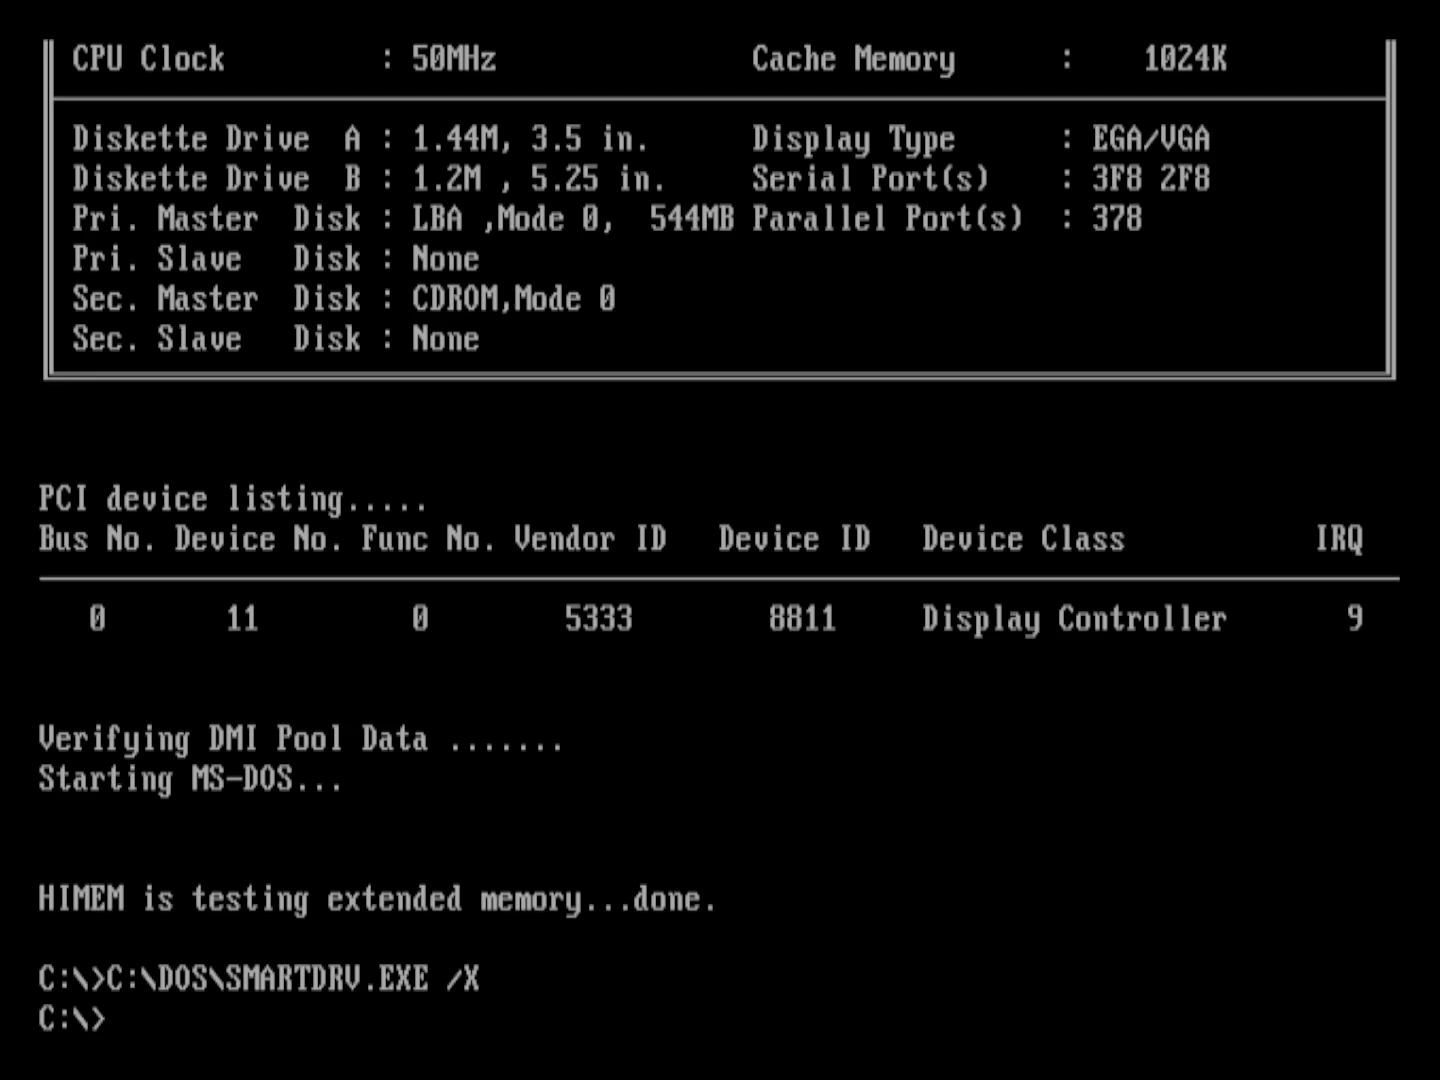 CPU Clock : 50MHz Cache Memory : 1024K
Diskette Drive A : 1.44M, 3.5 in. Display Type : EGA/VGA
Diskette Drive B : 1.2M , 5.25 in. Serial Port(s) : 3F8 2F8
Pri. Master Disk : LBA ,Mode 0, 544MB Parallel Port(s) : 378
Pri. Slave Disk : None
Sec. Master Disk : CDROM,Mode 0
Sec. Slave Disk : None
PCI device listing.....
Bus No. Device No. Func No. Vendor ID Device ID Device Class IRQ
0 11 0 5333 8811 Display Controller 9
Verifying DMI Pool Data .......
Starting MS-DOS...
HIMEM is testing extended memory...done.
C:\>C:\DOS\SMARTDRV.EXE /X
C:\>